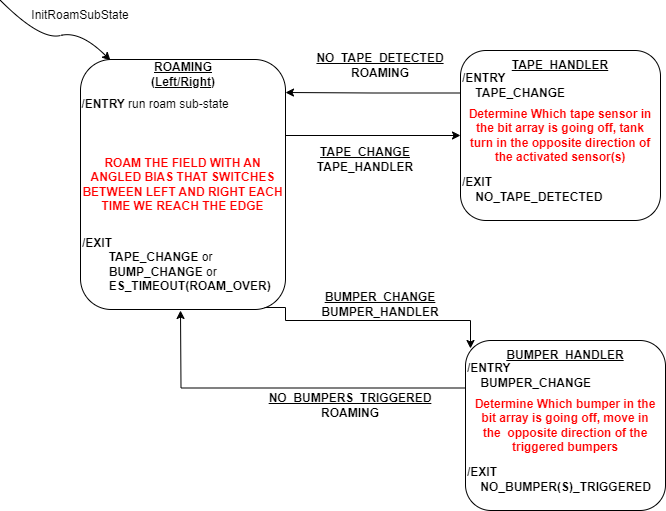 InitRoamSubState
ROAMING
(Left/Right)
/ENTRY run roam sub-state
ROAM THE FIELD WITH AN
ANGLED BIAS THAT SWITCHES
BETWEEN LEFT AND RIGHT EACH
TIME WE REACH THE EDGE
/EXIT
TAPE_CHANGE or
BUMP_CHANGE or
ES_TIMEOUT(ROAM_OVER)
NO_TAPE_DETECTED
ROAMING
TAPE_CHANGE
TAPE_HANDLER
TAPE_HANDLER
/ENTRY
TAPE_CHANGE
Determine Which tape sensor in
the bit array is going off, tank
turn in the opposite direction of
the activated sensor(s)
/EXIT
NO_TAPE_DETECTED
BUMPER_CHANGE
BUMPER_HANDLER
NO_BUMPERS_TRIGGERED
ROAMING
BUMPER_HANDLER
/ENTRY
BUMPER_CHANGE
Determine Which bumper in the
bit array is going off, move in
the opposite direction of the
triggered bumpers
/EXIT
NO_BUMPER(S)_TRIGGERED